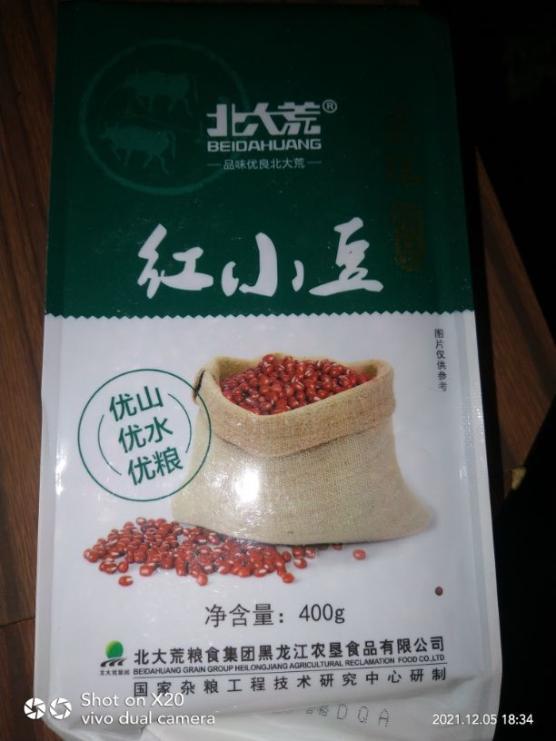 北大荒®
BEIDAHUANG
品味优良北大荒
红小豆
图片仅供参考
优山
优水
优粮
净含量：400g
北大荒粮食集团黑龙江农垦食品有限公司
BEIDAHUANG GRAIN GROUP HEILONGJIANG AGRICULTURAL RECLAMATION FOOD CO.,LTD
国家杂粮工程技术研究中心研制
DQA
Shot on X20
vivo dual camera
2021.12.05 18:34